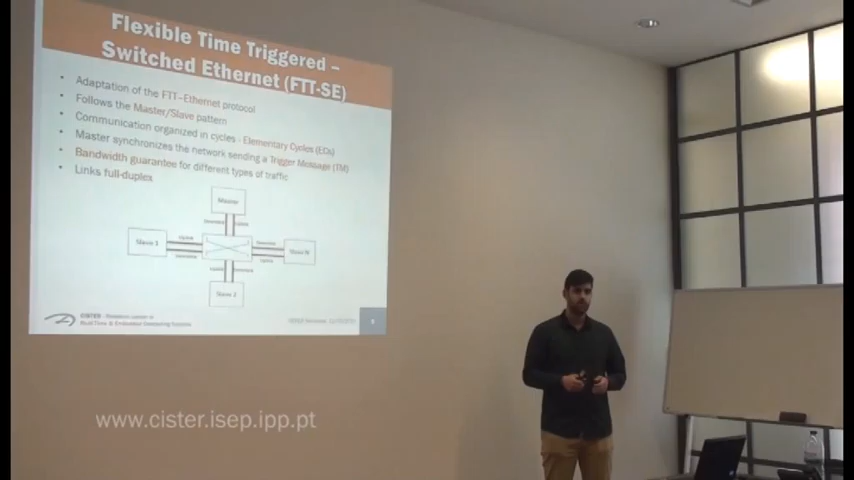 Flexible Time Triggered –
Switched Ethernet (FTT-SE)
• Adaptation of the FTT–Ethernet protocol
• Follows the Master/Slave pattern
• Communication organized in cycles - Elementary Cycles (ECs)
• Master synchronizes the network sending a Trigger Message (TM)
• Bandwidth guarantee for different types of traffic
• Links full-duplex
Master
Slave 1
Slave N
Slave 2
CISTER - Research Center in
Real-Time & Embedded Computing Systems
www.cister.isep.ipp.pt